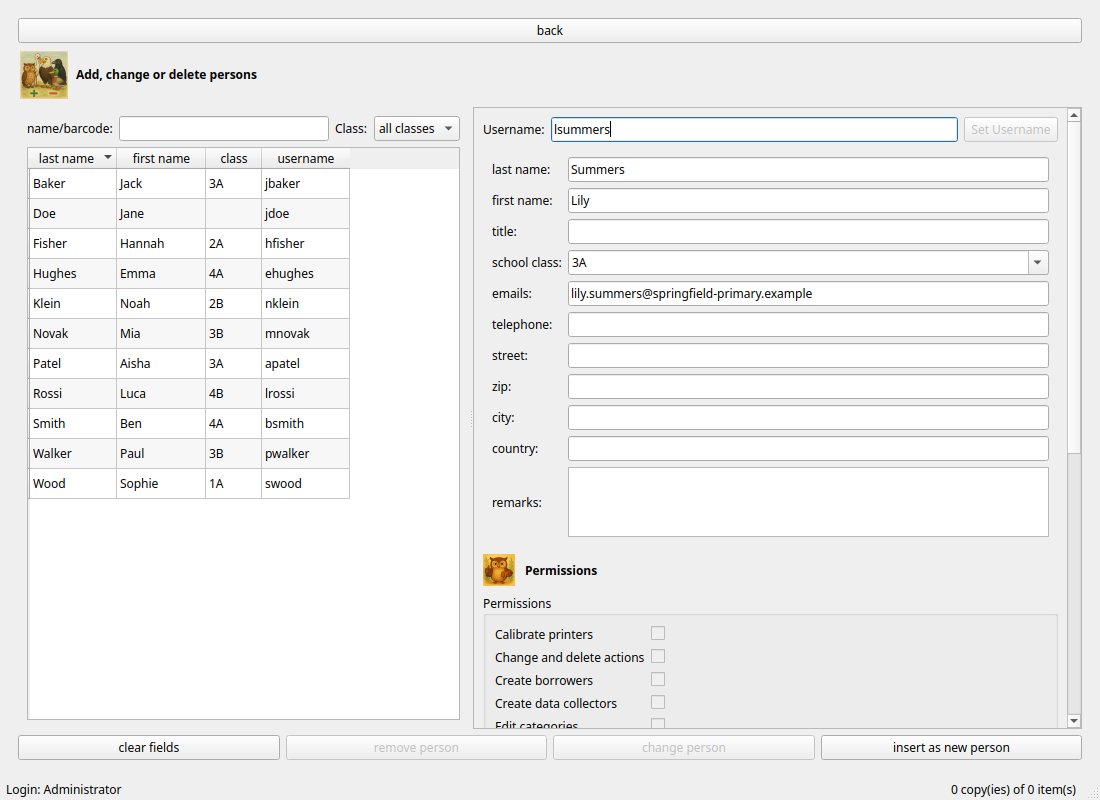 back
Add, change or delete persons
name/barcode: Class: all classes
last name first name class username
Baker Jack 3A jbaker
Doe Jane jdoe
Fisher Hannah 2A hfisher
Hughes Emma 4A ehughes
Klein Noah 2B nklein
Novak Mia 3B mnovak
Patel Aisha 3A apatel
Rossi Luca 4B lrossi
Smith Ben 4A bsmith
Walker Paul 3B pwalker
Wood Sophie 1A swood
Username: lsummers Set Username
last name: Summers
first name: Lily
title:
school class: 3A
emails: lily.summers@springfield-primary.example
telephone:
street:
zip:
city:
country:
remarks:
Permissions
Permissions
Calibrate printers
Change and delete actions
Create borrowers
Create data collectors
Edit categories
clear fields remove person change person insert as new person
Login: Administrator 0 copy(ies) of 0 item(s)